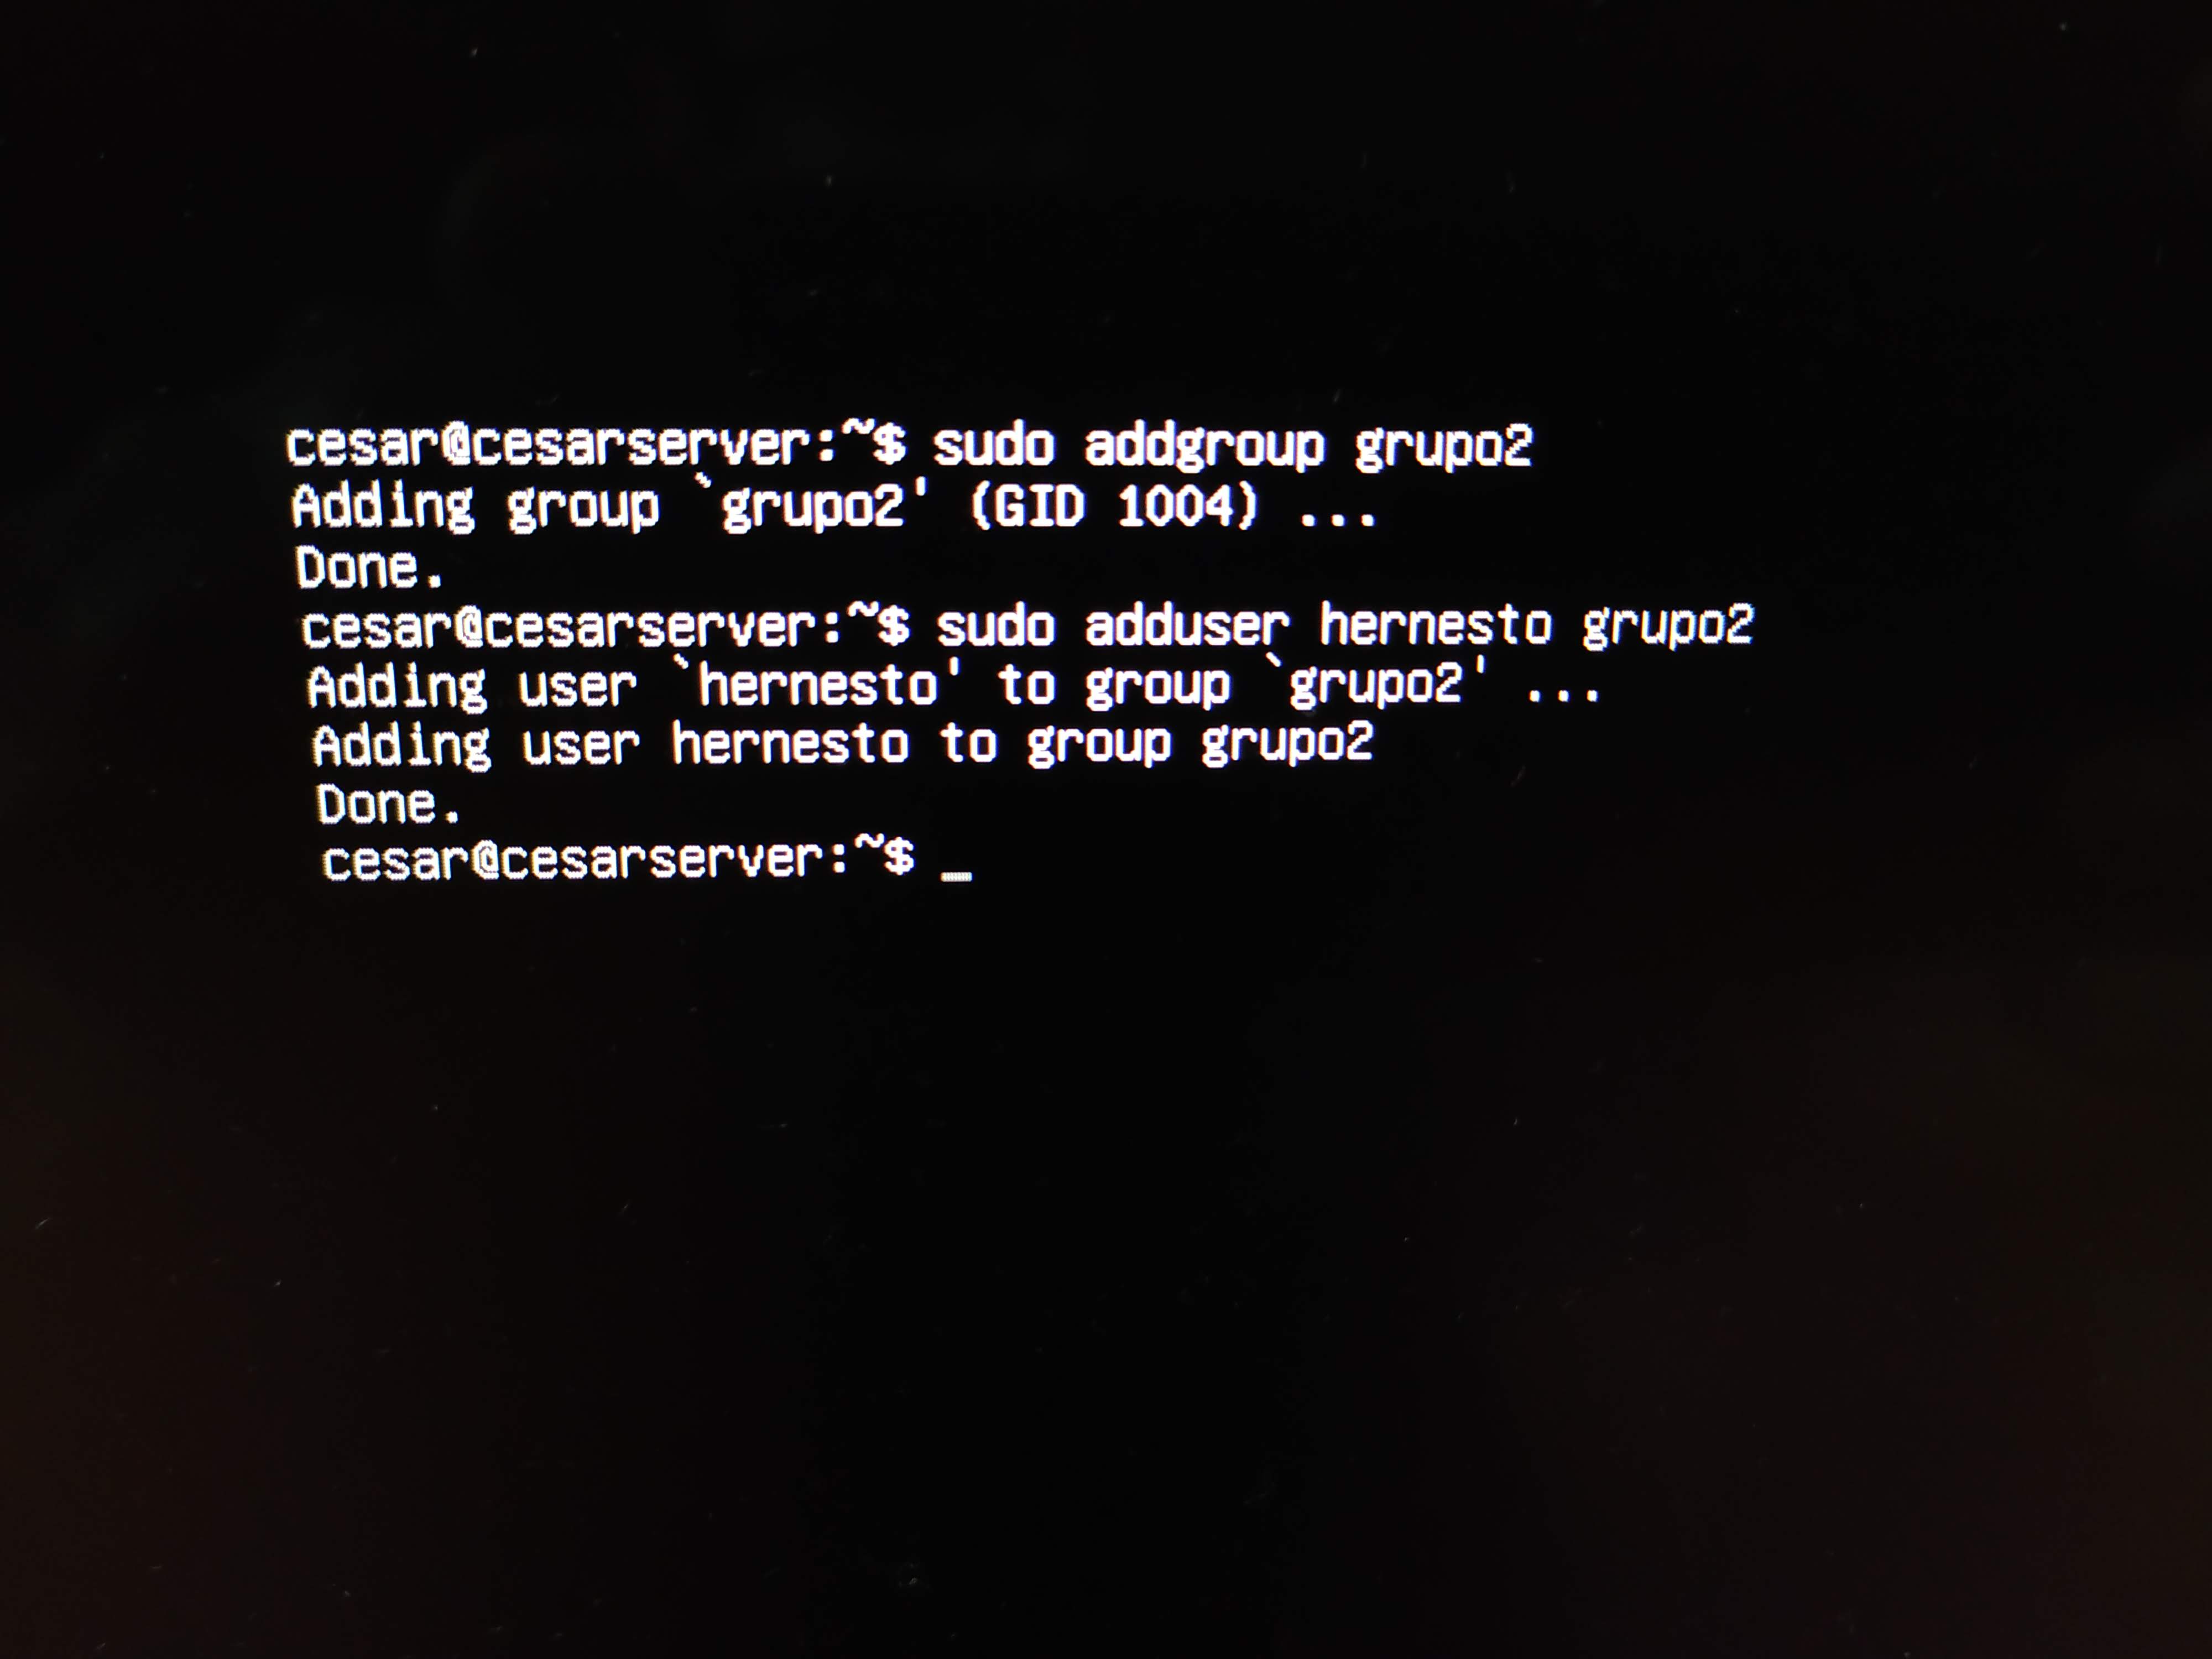 cesar@cesarserver:~$ sudo addgroup grupo2
Adding group `grupo2' (GID 1004) ...
Done.
cesar@cesarserver:~$ sudo adduser hernesto grupo2
Adding user `hernesto' to group `grupo2' ...
Adding user hernesto to group grupo2
Done.
cesar@cesarserver:~$ _